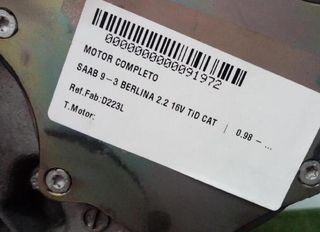 0000000000091972
MOTOR COMPLETO
SAAB 9-3 BERLINA 2.2 16V TID CAT | 0.98 - ...
Ref.Fab:D223L
T.Motor: